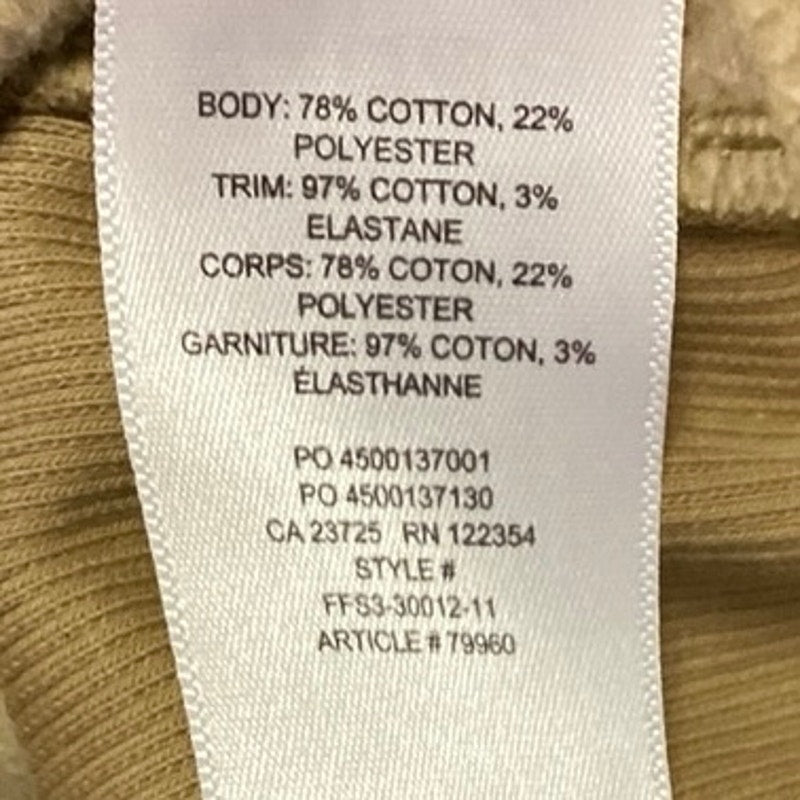 BODY: 78% COTTON, 22%
POLYESTER
TRIM: 97% COTTON, 3%
ELASTANE
CORPS: 78% COTON, 22%
POLYESTER
GARNITURE: 97% COTON, 3%
ÉLASTHANNE
PO 4500137001
PO 4500137130
CA 23725 RN 122354
STYLE #
FFS3-30012-11
ARTICLE # 79960